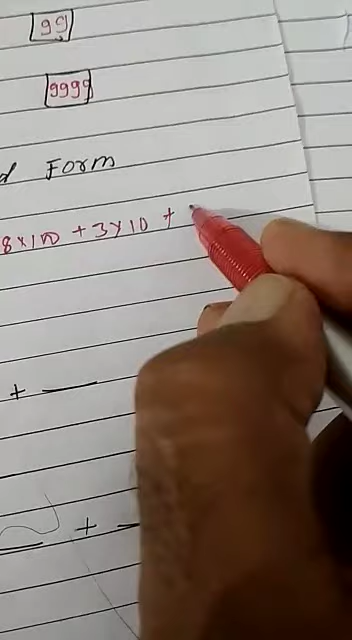 99
9999
d Form
8×100 + 3×10 +
+
+